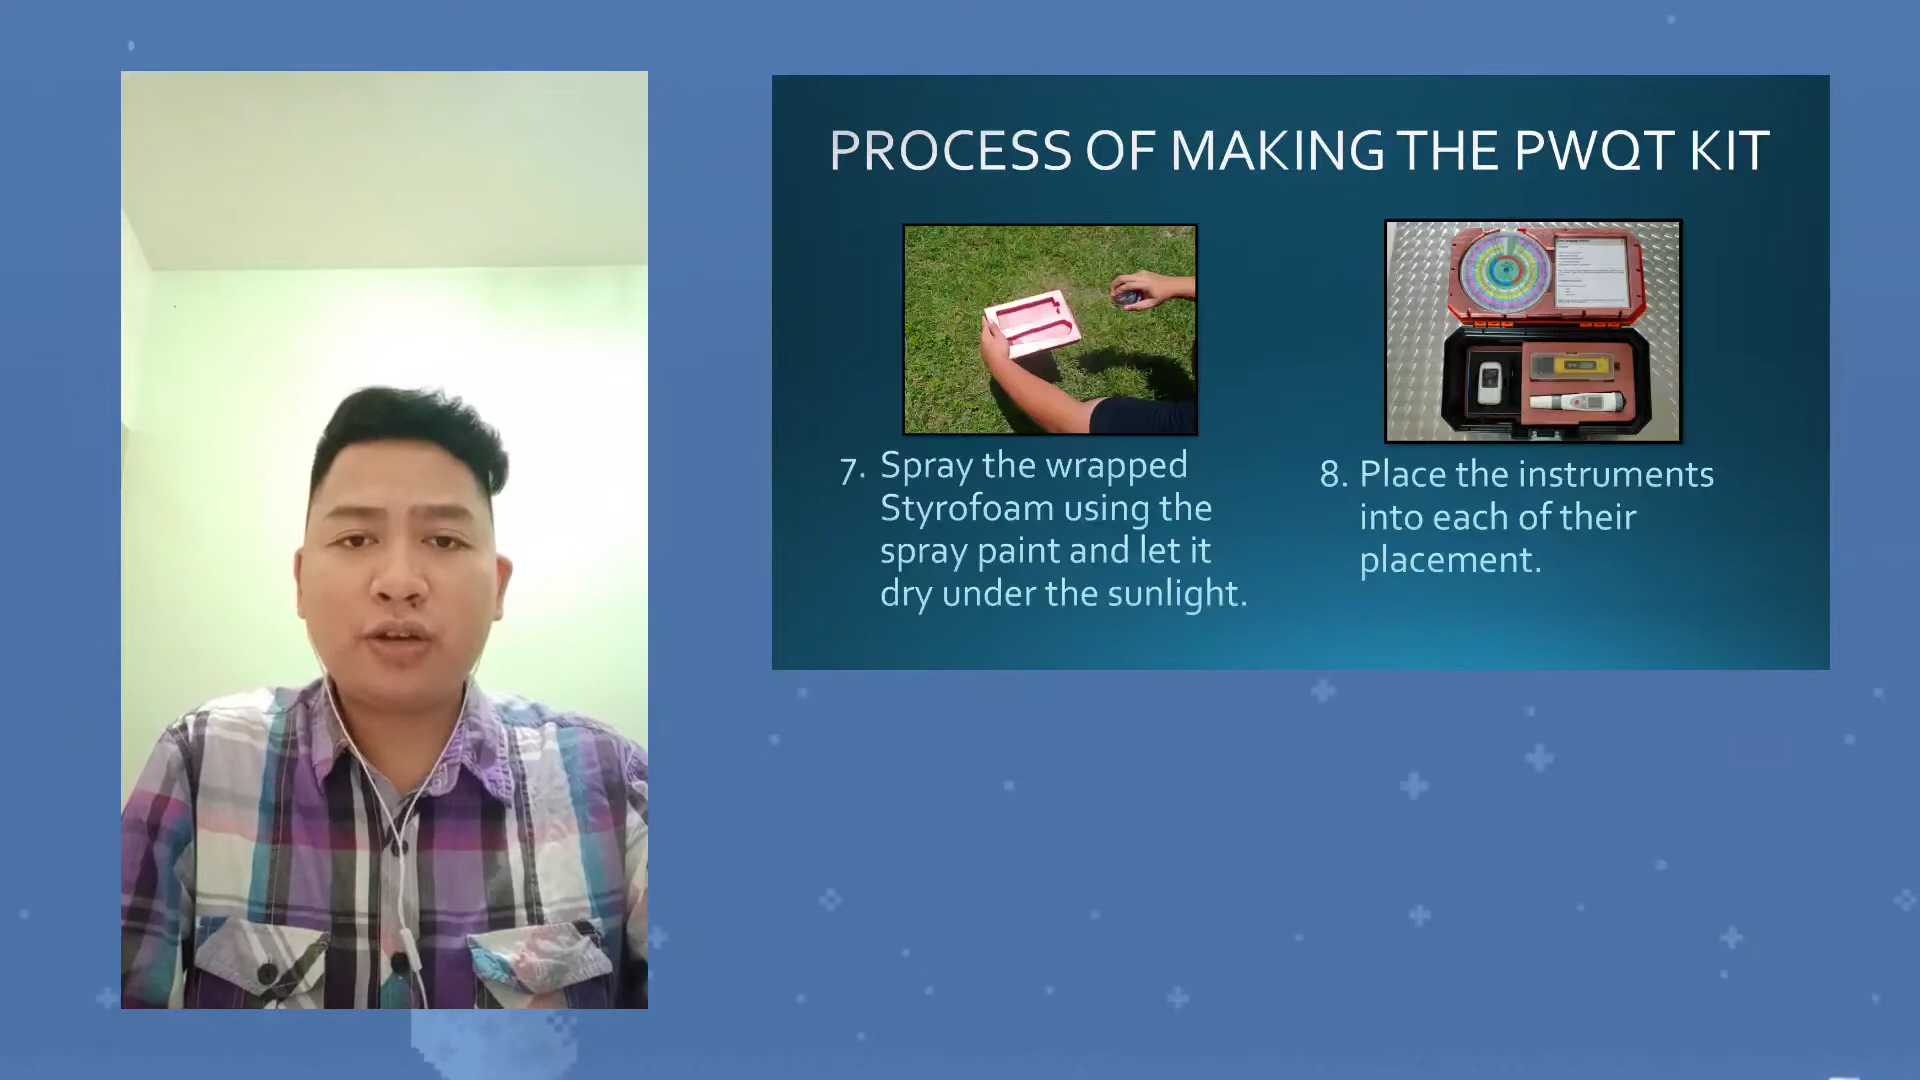 PROCESS OF MAKING THE PWQT KIT
7. Spray the wrapped
Styrofoam using the
spray paint and let it
dry under the sunlight.
8. Place the instruments
into each of their
placement.